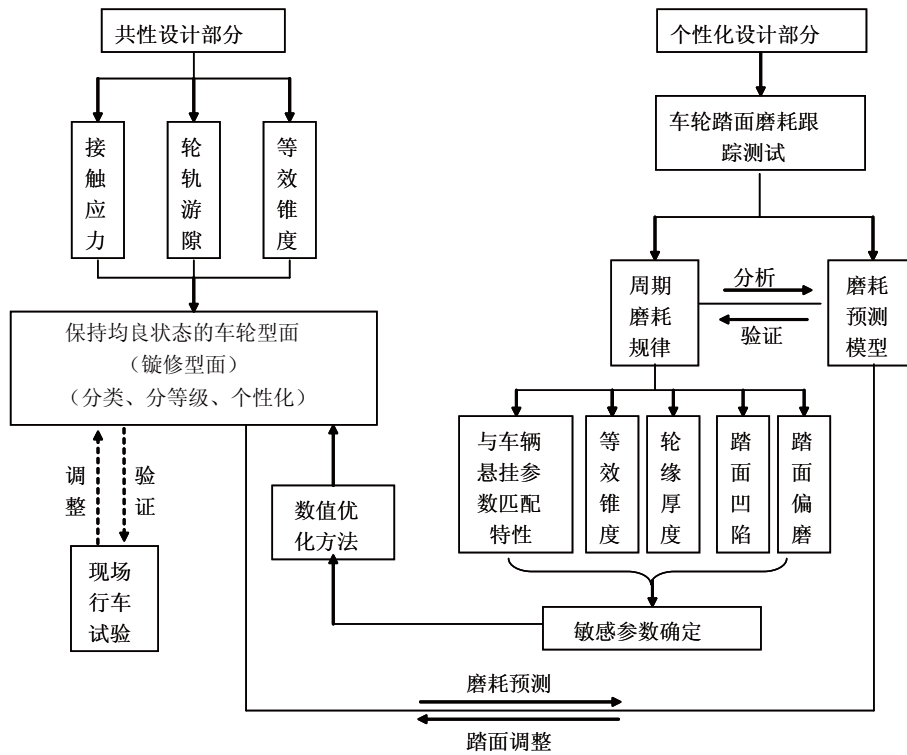 共性设计部分
接
触
应
力
轮
轨
游
隙
等
效
锥
度
保持均良状态的车轮型面
（镟修型面）
（分类、分等级、个性化）
调
整
验
证
现场
行车
试验
数值优
化方法
个性化设计部分
车轮踏面磨耗跟
踪测试
周期
磨耗
规律
分析
验证
磨耗
预测
模型
与车辆
悬挂参
数匹配
特性
等
效
锥
度
轮
缘
厚
度
踏
面
凹
陷
踏
面
偏
磨
敏感参数确定
磨耗预测
踏面调整